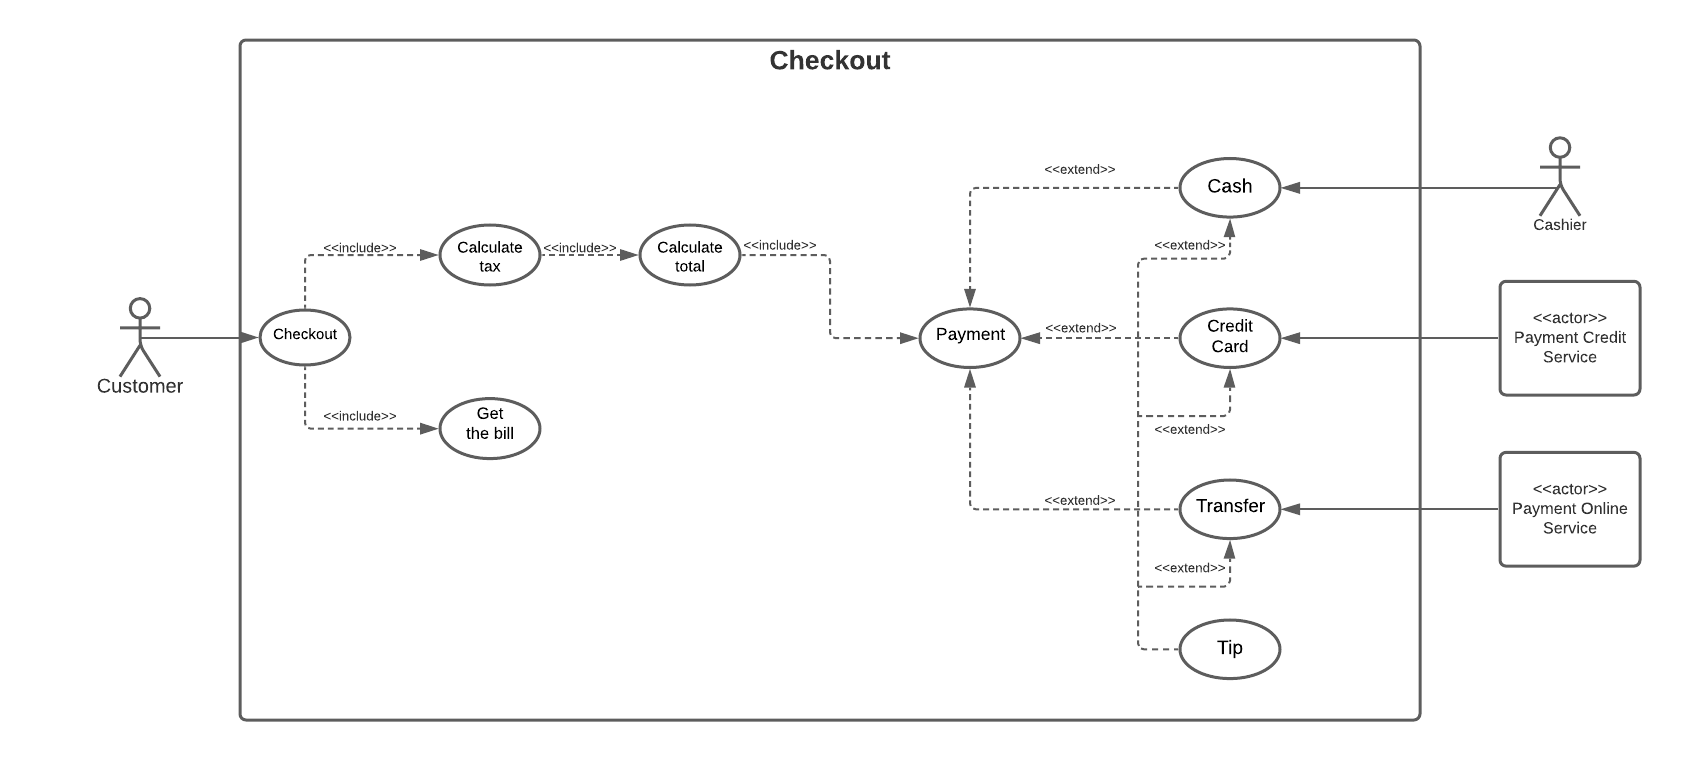 Checkout
<<extend>>
Cash
Cashier
<<include>>
Calculate
tax
<<include>>
Calculate
total
<<include>>
<<extend>>
Customer
Checkout
Payment
<<extend>>
Credit
Card
<<actor>>
Payment Credit
Service
<<include>>
Get
the bill
<<extend>>
<<extend>>
Transfer
<<actor>>
Payment Online
Service
<<extend>>
Tip